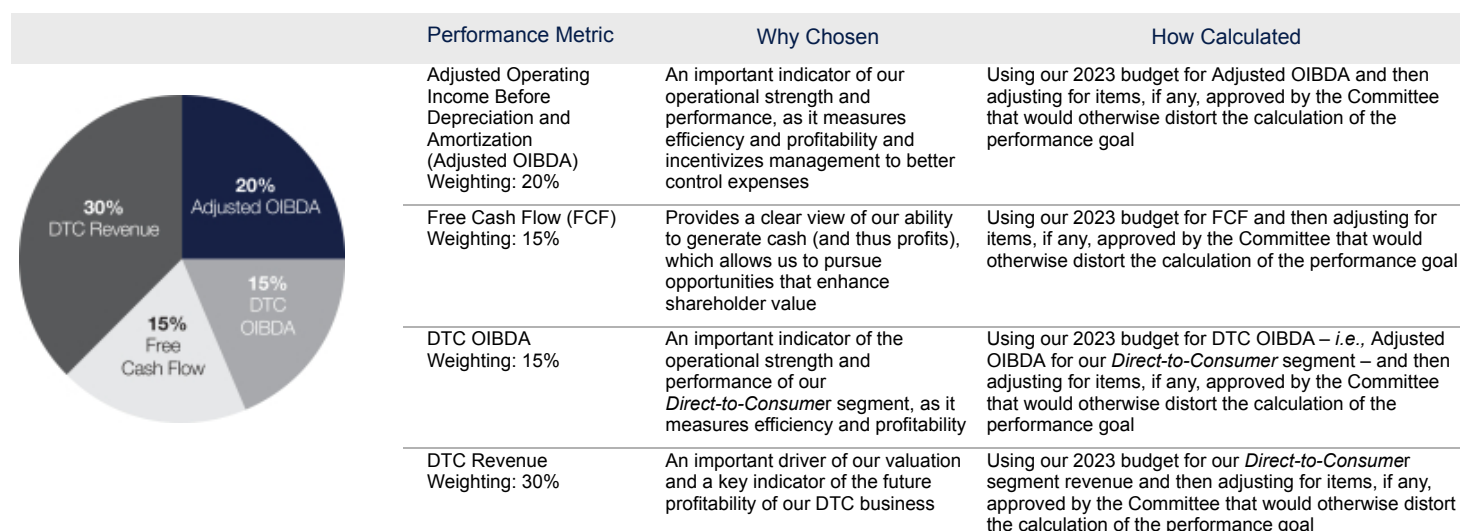 Performance Metric
Why Chosen
How Calculated
20%
Adjusted OIBDA
30%
DTC Revenue
15%
DTC
OIBDA
15%
Free
Cash Flow
Adjusted Operating
Income Before
Depreciation and
Amortization
(Adjusted OIBDA)
Weighting: 20%
An important indicator of our
operational strength and
performance, as it measures
efficiency and profitability and
incentivizes management to better
control expenses
Using our 2023 budget for Adjusted OIBDA and then
adjusting for items, if any, approved by the Committee
that would otherwise distort the calculation of the
performance goal
Free Cash Flow (FCF)
Weighting: 15%
Provides a clear view of our ability
to generate cash (and thus profits),
which allows us to pursue
opportunities that enhance
shareholder value
Using our 2023 budget for FCF and then adjusting for
items, if any, approved by the Committee that would
otherwise distort the calculation of the performance goal
DTC OIBDA
Weighting: 15%
An important indicator of the
operational strength and
performance of our
Direct-to-Consumer segment, as it
measures efficiency and profitability
Using our 2023 budget for DTC OIBDA – i.e., Adjusted
OIBDA for our Direct-to-Consumer segment – and then
adjusting for items, if any, approved by the Committee
that would otherwise distort the calculation of the
performance goal
DTC Revenue
Weighting: 30%
An important driver of our valuation
and a key indicator of the future
profitability of our DTC business
Using our 2023 budget for our Direct-to-Consumer
segment revenue and then adjusting for items, if any,
approved by the Committee that would otherwise distort
the calculation of the performance goal